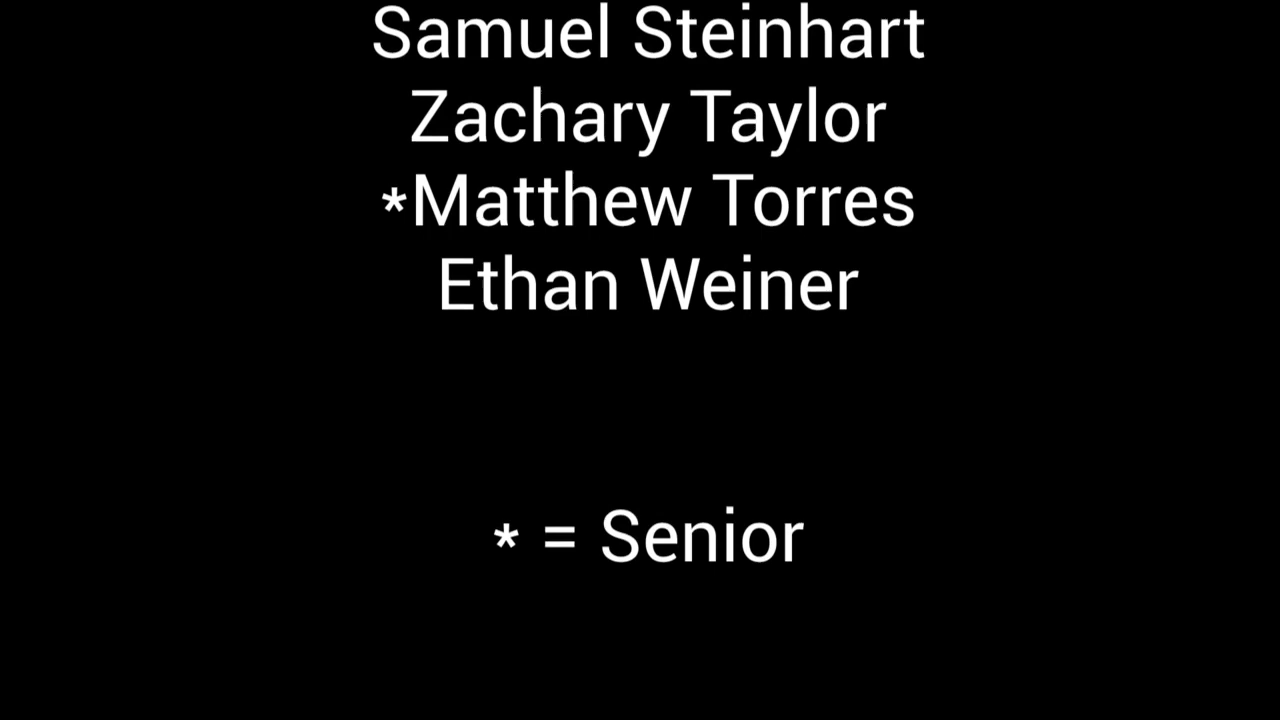 Samuel Steinhart
Zachary Taylor
*Matthew Torres
Ethan Weiner
* = Senior